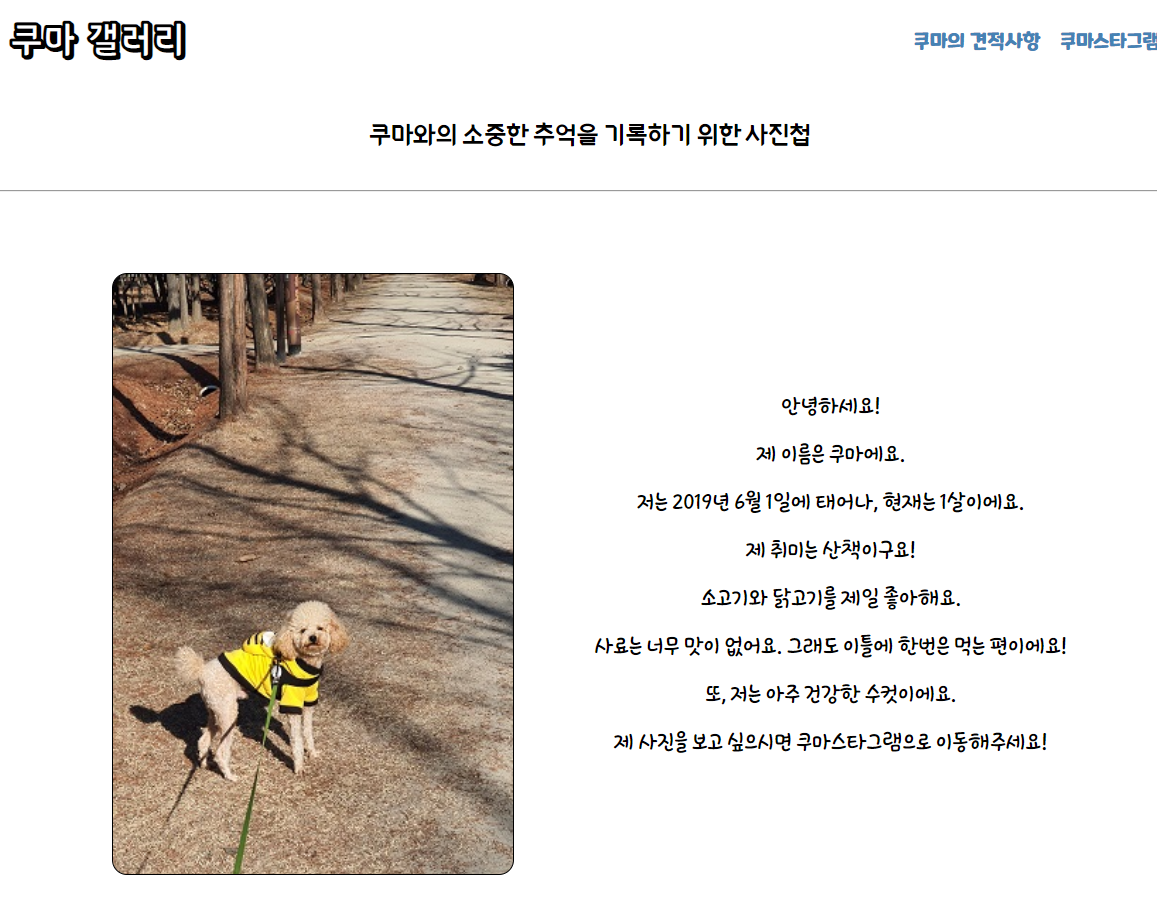 쿠마 갤러리
쿠마의 견적사항 쿠마스타그램
쿠마와의 소중한 추억을 기록하기 위한 사진첩
안녕하세요!
제 이름은 쿠마에요.
저는 2019년 6월 1일에 태어나, 현재는 1살이에요.
제 취미는 산책이구요!
소고기와 닭고기를 제일 좋아해요.
사료는 너무 맛이 없어요. 그래도 이틀에 한번은 먹는 편이에요!
또, 저는 아주 건강한 수컷이에요.
제 사진을 보고 싶으시면 쿠마스타그램으로 이동해주세요!